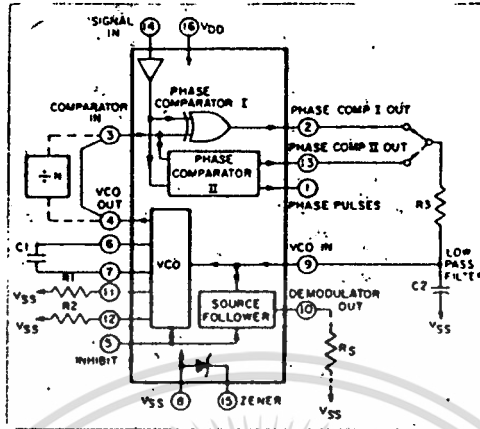 SIGNAL IN
14
16
VDD
PHASE COMPARATOR I
COMPARATOR IN
3
PHASE COMP I OUT
2
PHASE COMP II OUT
13
PHASE COMPARATOR II
1
PHASE PULSES
÷ N
VCO OUT
4
R3
C1
6
7
VCO
VCO IN
9
LOW PASS FILTER
C2
VSS
R1
11
VSS
R2
12
SOURCE FOLLOWER
DEMODULATOR OUT
10
5
INHIBIT
RS
VSS
VSS
8
15
ZENER